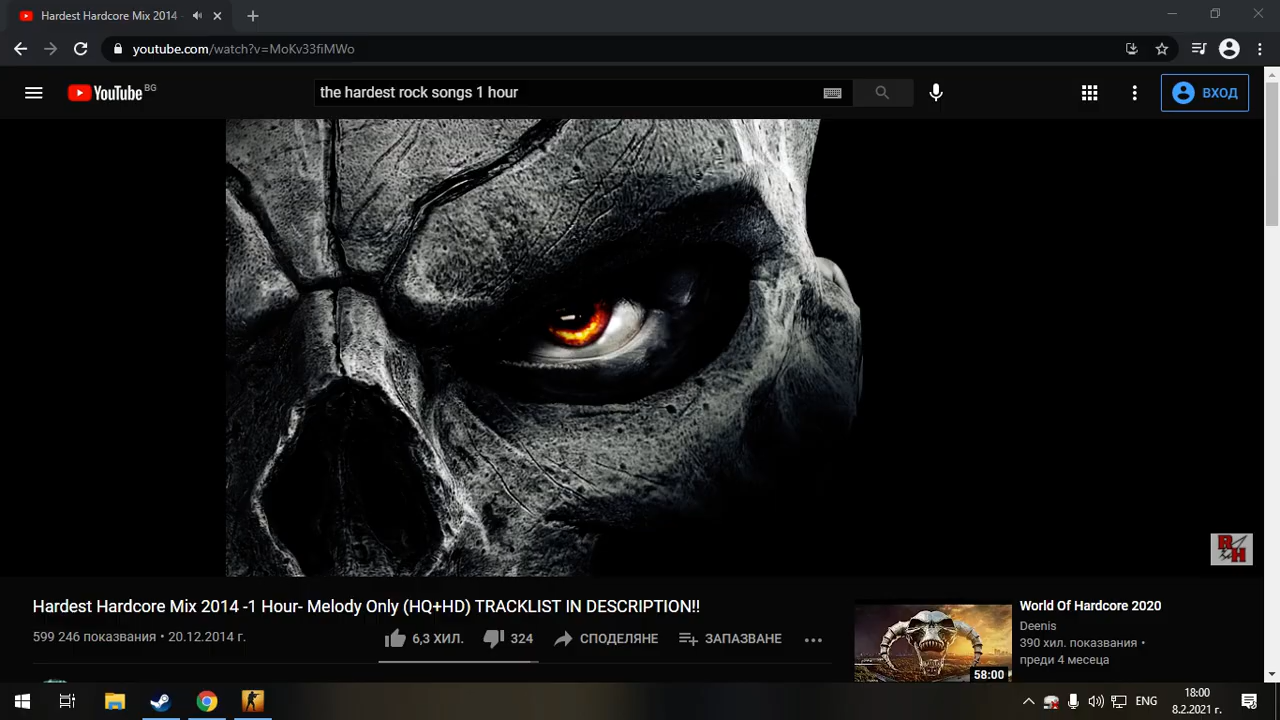 Hardest Hardcore Mix 2014
youtube.com/watch?v=MoKv33fiMWo
YouTube BG
the hardest rock songs 1 hour
ВХОД
RH
Hardest Hardcore Mix 2014 -1 Hour- Melody Only (HQ+HD) TRACKLIST IN DESCRIPTION!!
599 246 показвания • 20.12.2014 г.
6,3 ХИЛ.
324
СПОДЕЛЯНЕ
ЗАПАЗВАНЕ
World Of Hardcore 2020
Deenis
390 хил. показвания •
преди 4 месеца
58:00
ENG
18:00
8.2.2021 г.